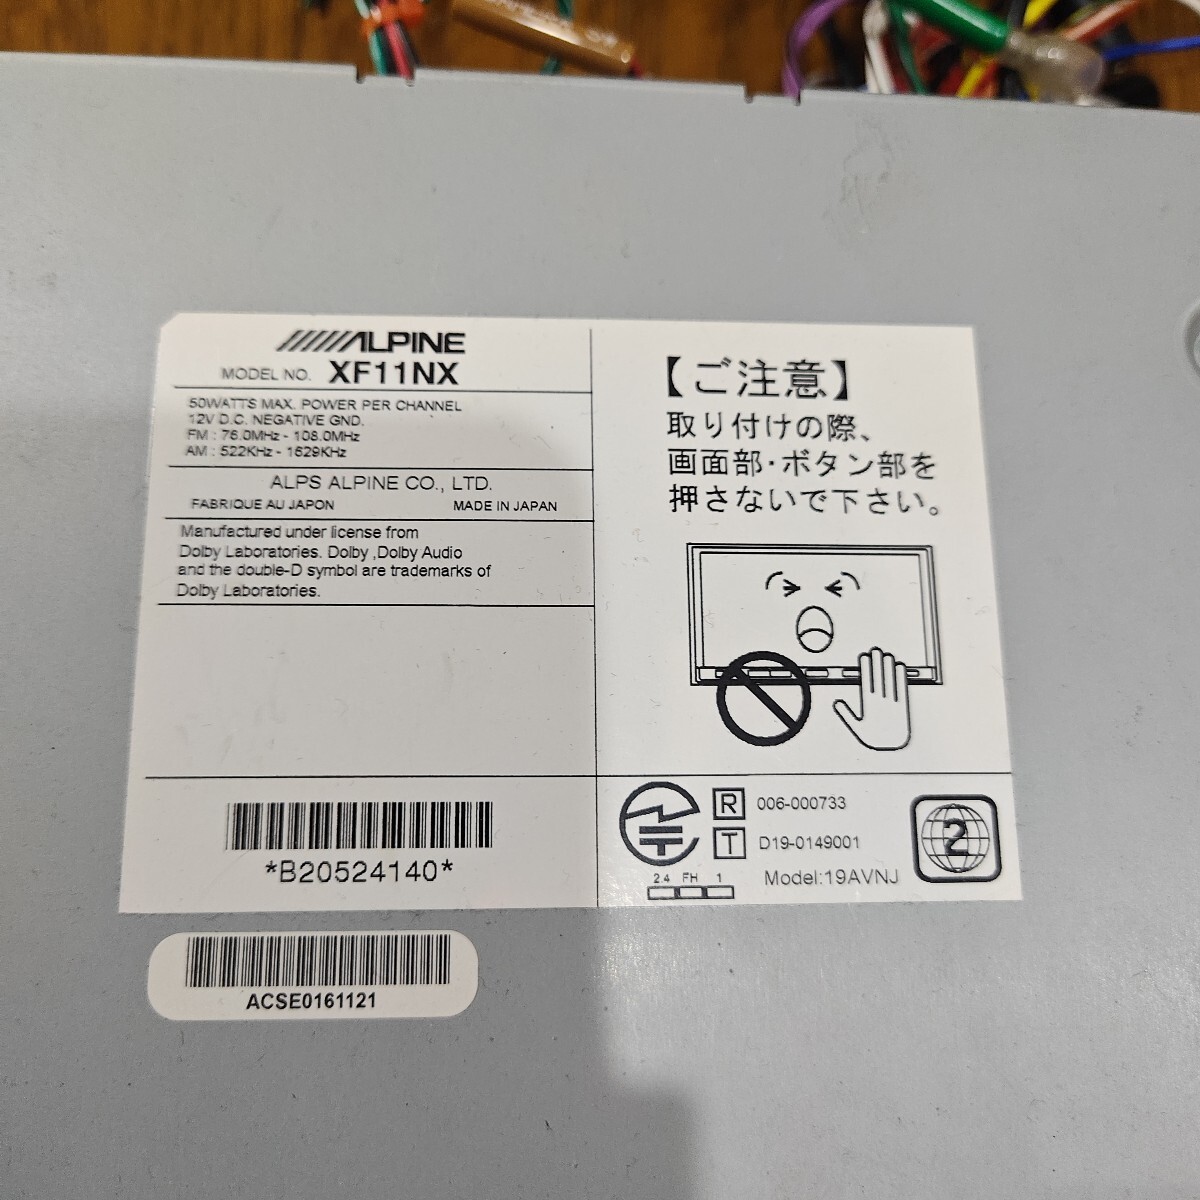 ALPINE
MODEL NO. XF11NX
50WATTS MAX. POWER PER CHANNEL
12V D.C. NEGATIVE GND.
FM : 76.0MHz - 108.0MHz
AM : 522KHz - 1629KHz
ALPS ALPINE CO., LTD.
FABRIQUE AU JAPON MADE IN JAPAN
Manufactured under license from
Dolby Laboratories. Dolby ,Dolby Audio
and the double-D symbol are trademarks of
Dolby Laboratories.
*B20524140*
ACSE0161121
【ご注意】
取り付けの際、
画面部・ボタン部を
押さないで下さい。
R 006-000733
T D19-0149001
2.4 FH 1
Model:19AVNJ
2